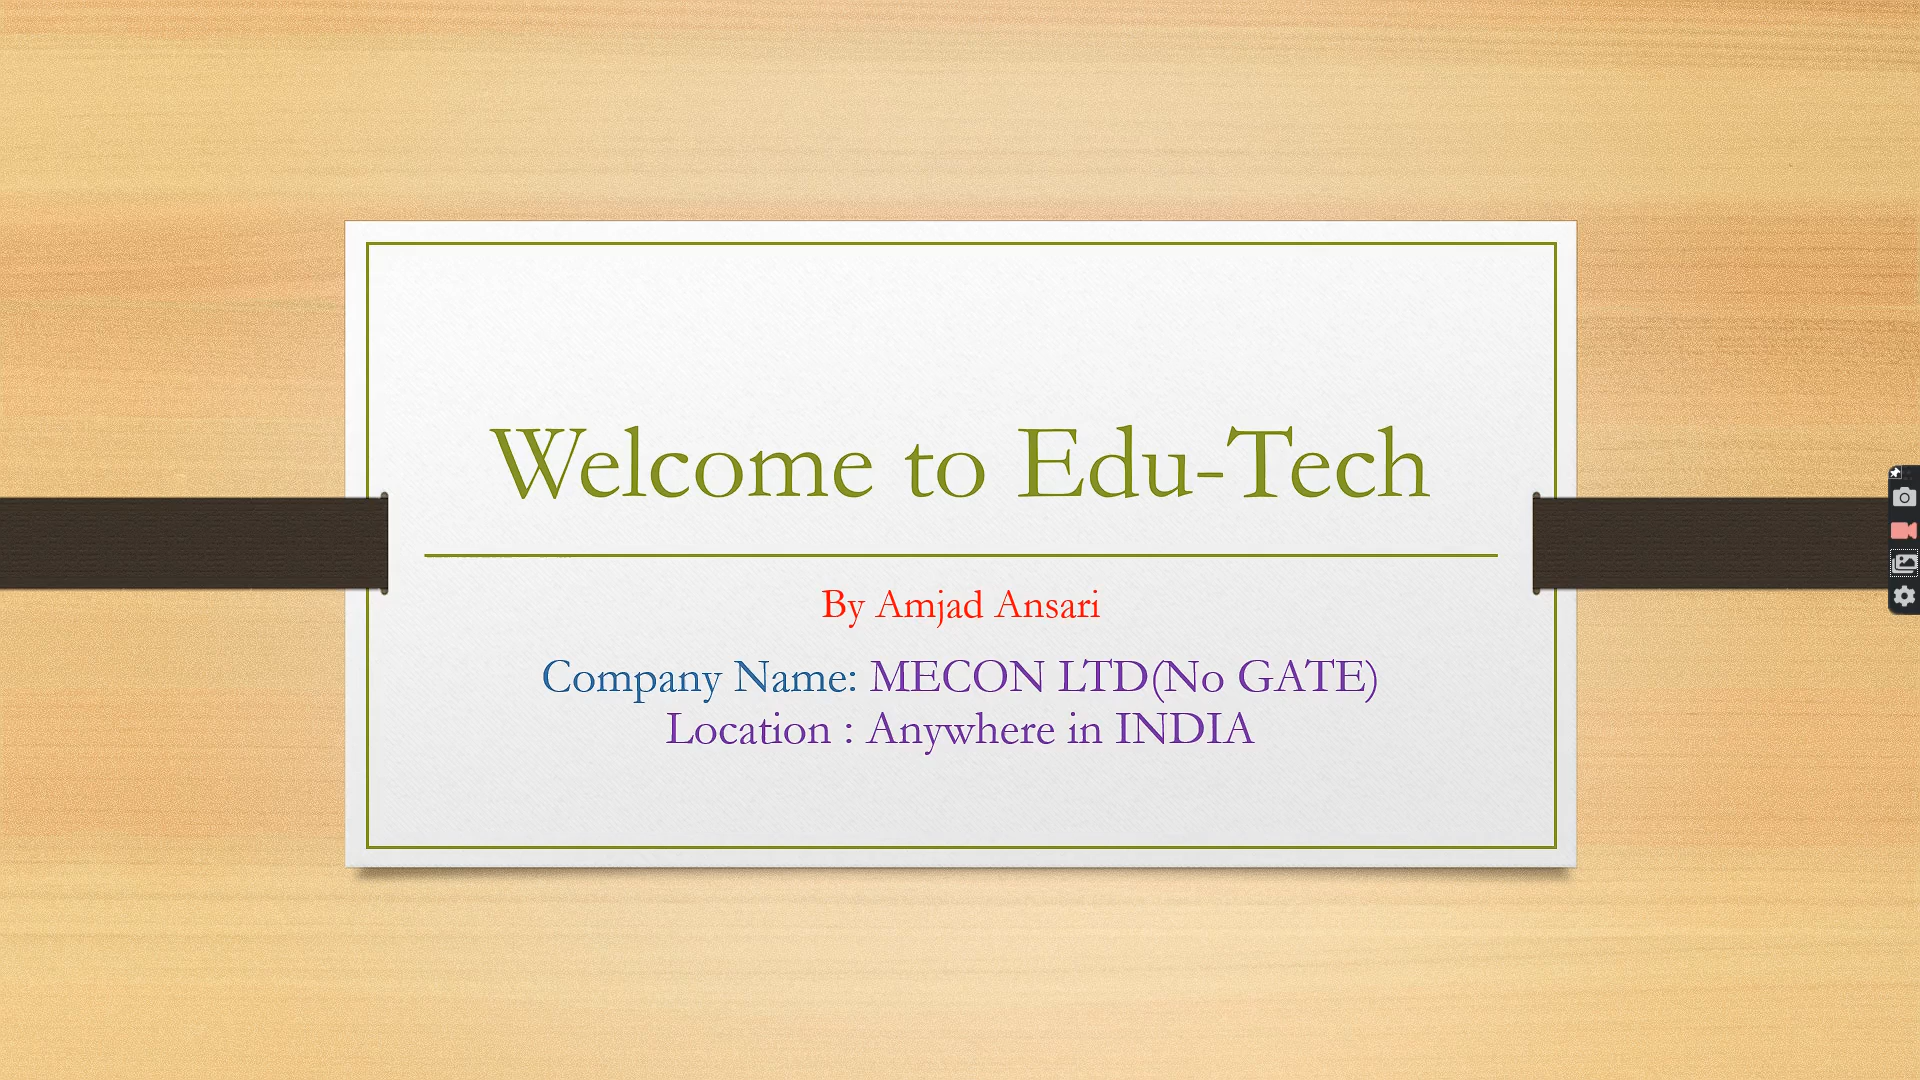 Welcome to Edu-Tech
By Amjad Ansari
Company Name: MECON LTD(No GATE)
Location : Anywhere in INDIA